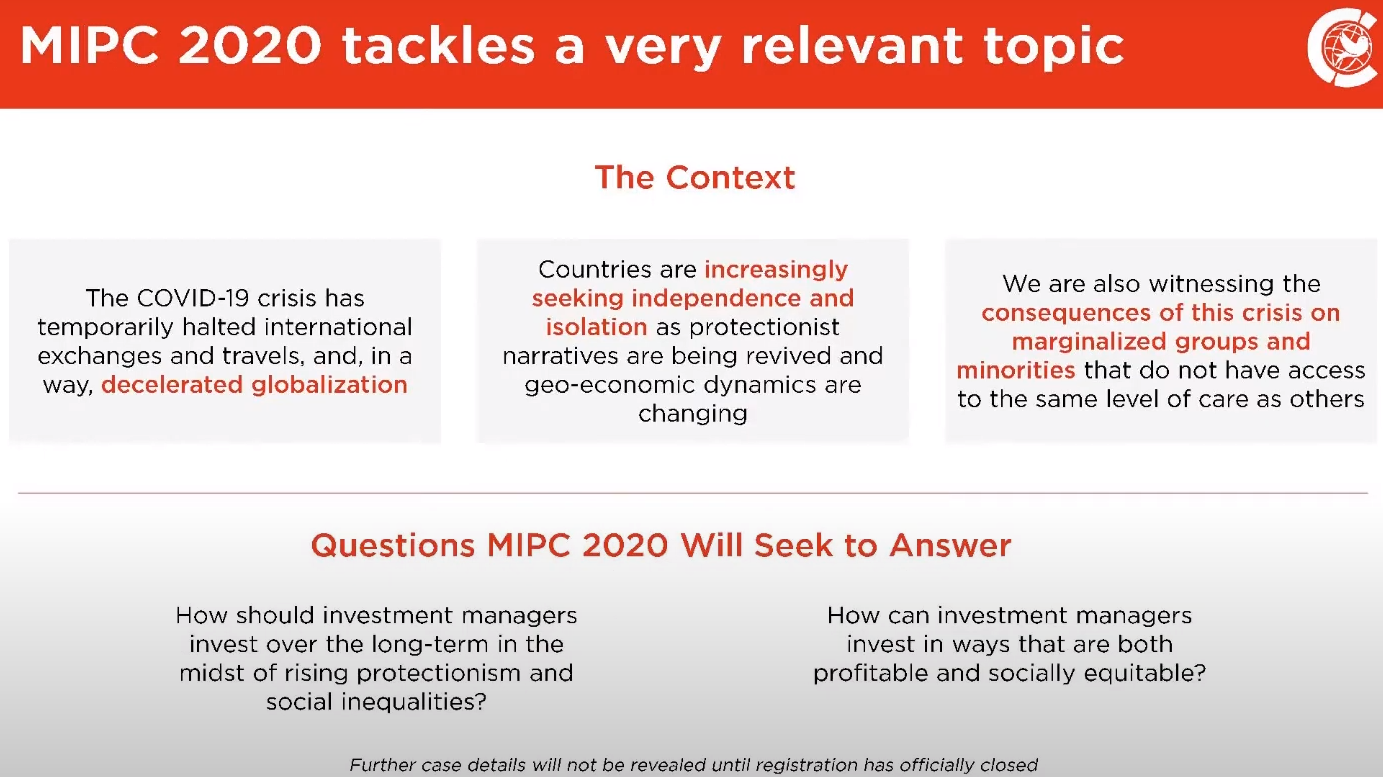 MIPC 2020 tackles a very relevant topic
The Context
The COVID-19 crisis has
temporarily halted international
exchanges and travels, and, in a
way, decelerated globalization
Countries are increasingly
seeking independence and
isolation as protectionist
narratives are being revived and
geo-economic dynamics are
changing
We are also witnessing the
consequences of this crisis on
marginalized groups and
minorities that do not have access
to the same level of care as others
Questions MIPC 2020 Will Seek to Answer
How should investment managers
invest over the long-term in the
midst of rising protectionism and
social inequalities?
How can investment managers
invest in ways that are both
profitable and socially equitable?
Further case details will not be revealed until registration has officially closed